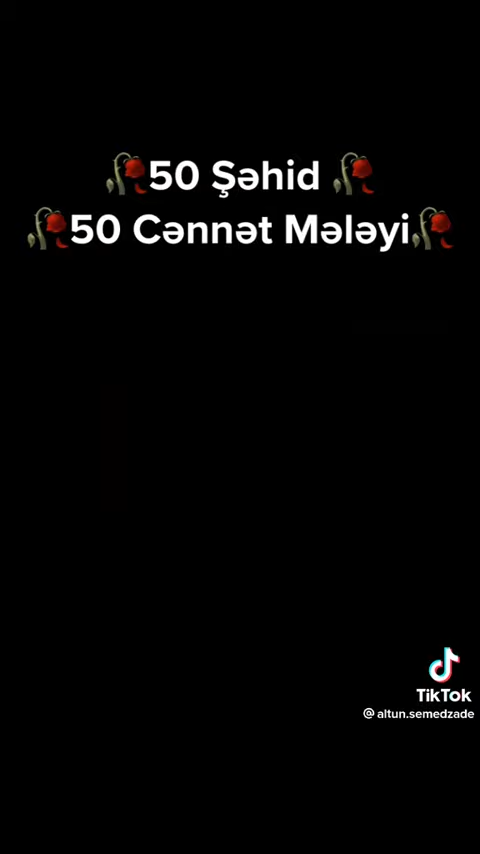 🥀50 Şəhid 🥀
🥀50 Cənnət Mələyi🥀
TikTok
@ altun.semedzade